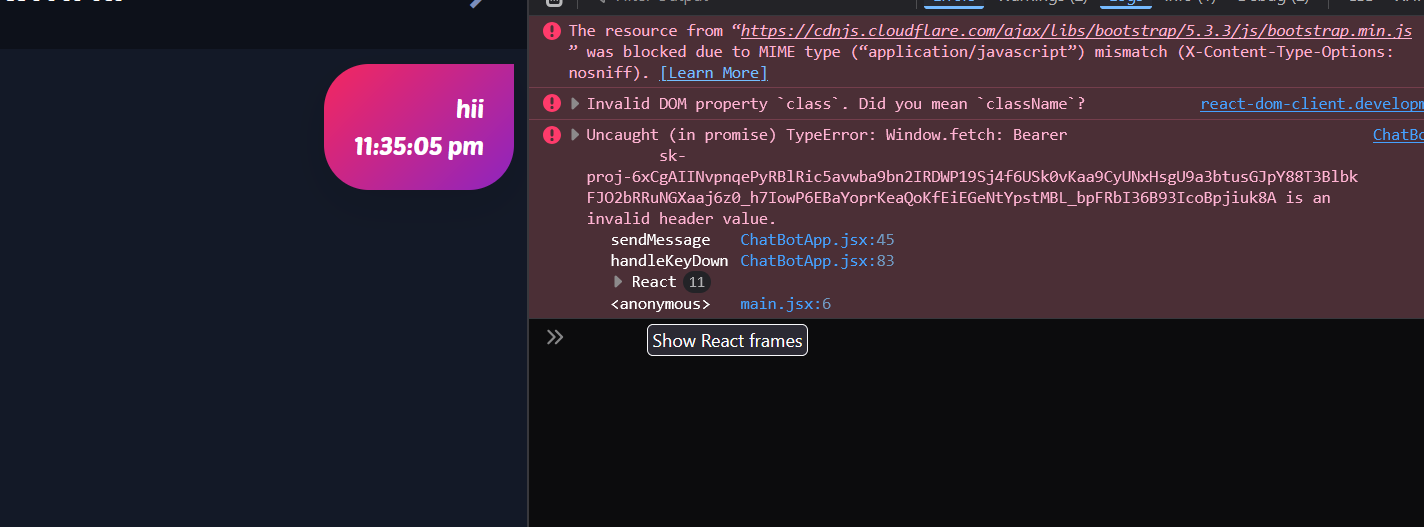 The resource from “https://cdnjs.cloudflare.com/ajax/libs/bootstrap/5.3.3/js/bootstrap.min.js
” was blocked due to MIME type (“application/javascript”) mismatch (X-Content-Type-Options:
nosniff). [Learn More]
hii
11:35:05 pm
Invalid DOM property `class`. Did you mean `className`? react-dom-client.developm
Uncaught (in promise) TypeError: Window.fetch: Bearer ChatBo
sk-
proj-6xCgAIINvpnqePyRBlRic5avwba9bn2IRDWP19Sj4f6USk0vKaa9CyUNxHsgU9a3btusGJpY88T3Blbk
FJO2bRRuNGXaaj6z0_h7IowP6EBaYoprKeaQoKfEiEGeNtYpstMBL_bpFRbI36B93IcoBpjiuk8A is an
invalid header value.
sendMessage ChatBotApp.jsx:45
handleKeyDown ChatBotApp.jsx:83
React 11
<anonymous> main.jsx:6
Show React frames